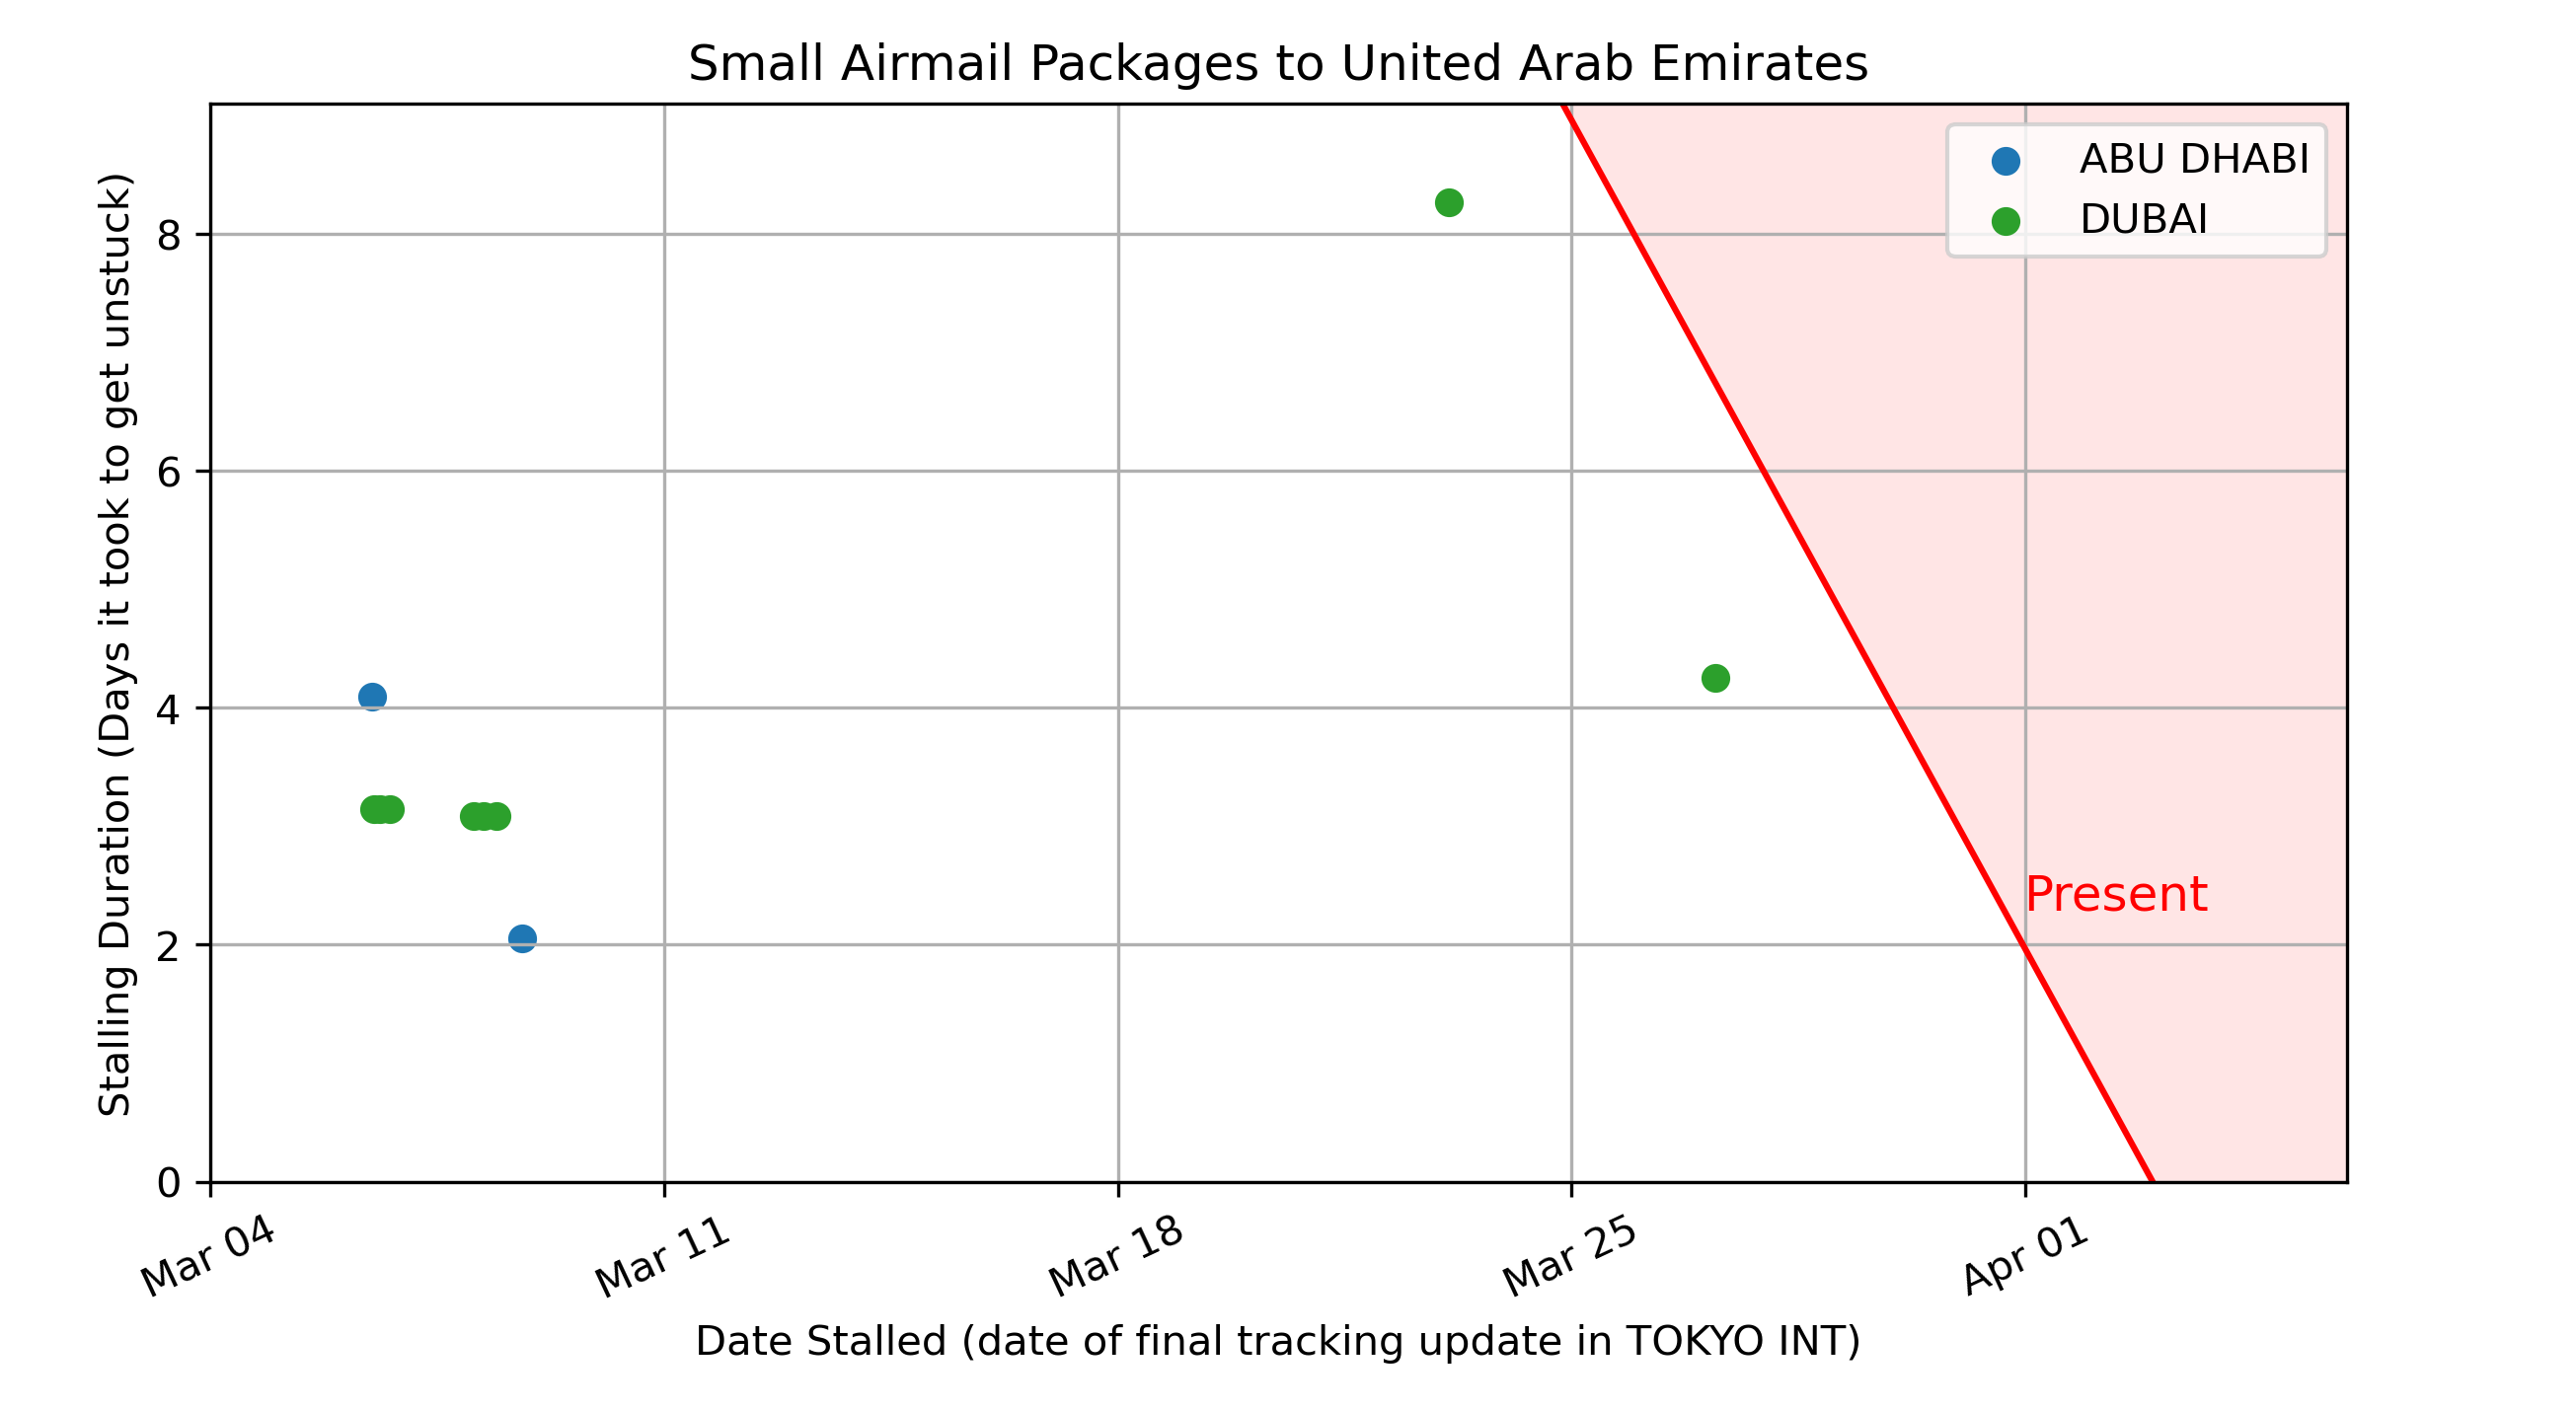 Small Airmail Packages to United Arab Emirates
Stalling Duration (Days it took to get unstuck)
8
6
4
2
0
ABU DHABI
DUBAI
Present
Mar 04
Mar 11
Mar 18
Mar 25
Apr 01
Date Stalled (date of final tracking update in TOKYO INT)